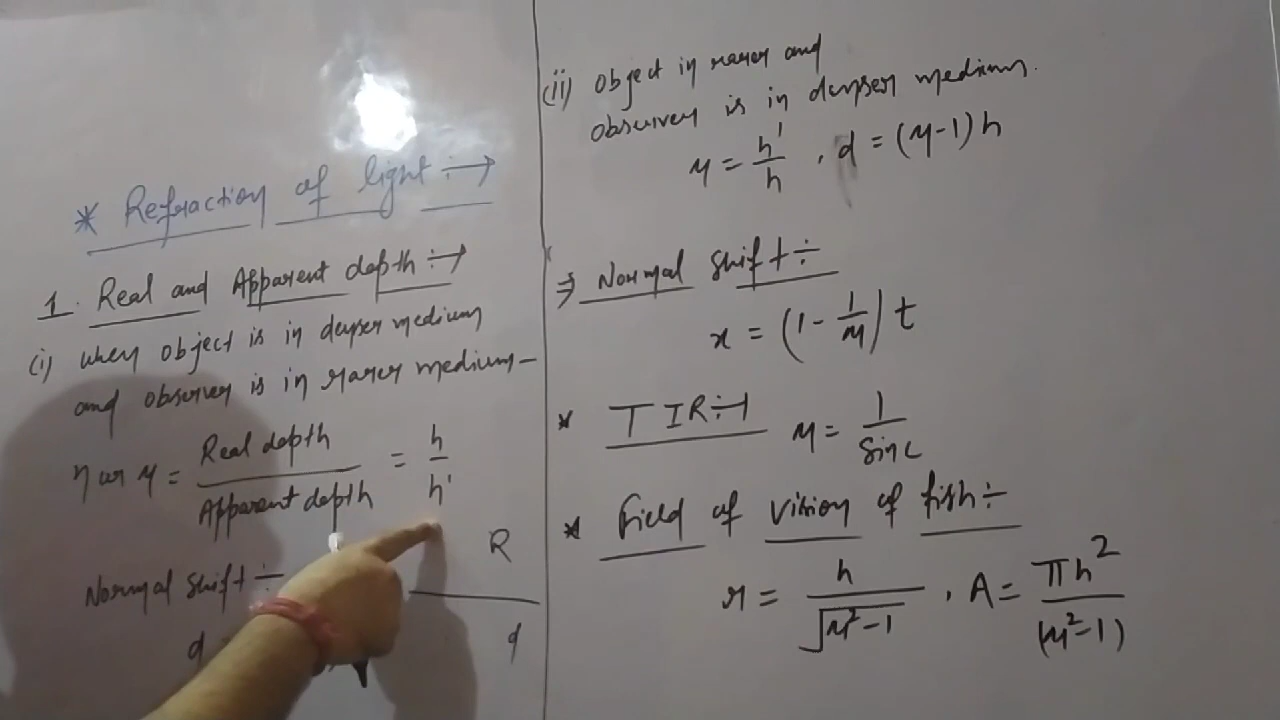 * Refraction of light :→
1. Real and Apparent depth :→
(i) when object is in denser medium
and observer is in rarer medium –
η or μ = Real depth / Apparent depth = h / h'
Normal shift ÷
d
R
d
(ii) object in rarer and
observer is in denser medium.
μ = h' / h , d = (μ-1) h
⇒ Normal shift ÷
x = (1 - 1/μ) t
* TIR :→ μ = 1 / sin c
* Field of vision of fish ÷
r = h / √μ²-1 , A = πh² / (μ²-1)